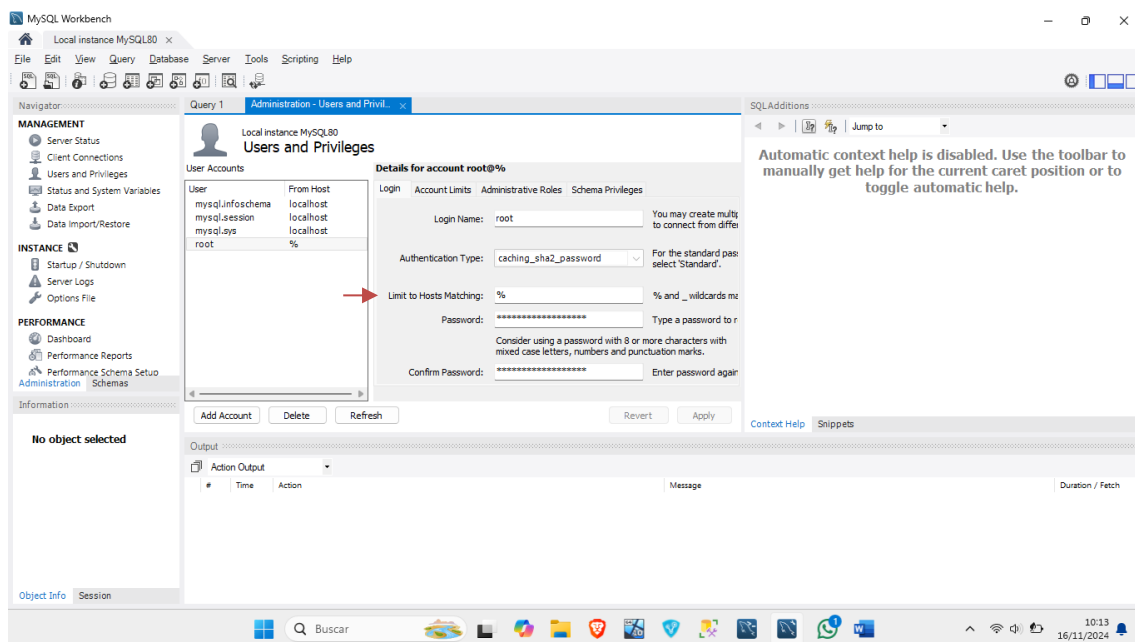 MySQL Workbench
Local instance MySQL80
File Edit View Query Database Server Tools Scripting Help
Navigator
MANAGEMENT
Server Status
Client Connections
Users and Privileges
Status and System Variables
Data Export
Data Import/Restore
INSTANCE
Startup / Shutdown
Server Logs
Options File
PERFORMANCE
Dashboard
Performance Reports
Performance Schema Setup
Administration Schemas
Information
No object selected
Object Info Session
Query 1 Administration - Users and Privil..
Local instance MySQL80
Users and Privileges
User Accounts
User From Host
mysql.infoschema localhost
mysql.session localhost
mysql.sys localhost
root %
Add Account Delete Refresh
Details for account root@%
Login Account Limits Administrative Roles Schema Privileges
Login Name: root
You may create multip
to connect from differ
Authentication Type: caching_sha2_password
For the standard pas
select 'Standard'.
Limit to Hosts Matching: %
% and _ wildcards ma
Password: ******************
Type a password to r
Consider using a password with 8 or more characters with
mixed case letters, numbers and punctuation marks.
Confirm Password: ******************
Enter password again
Revert Apply
SQLAdditions
Jump to
Automatic context help is disabled. Use the toolbar to
manually get help for the current caret position or to
toggle automatic help.
Context Help Snippets
Output
Action Output
# Time Action Message Duration / Fetch
Buscar
10:13
16/11/2024